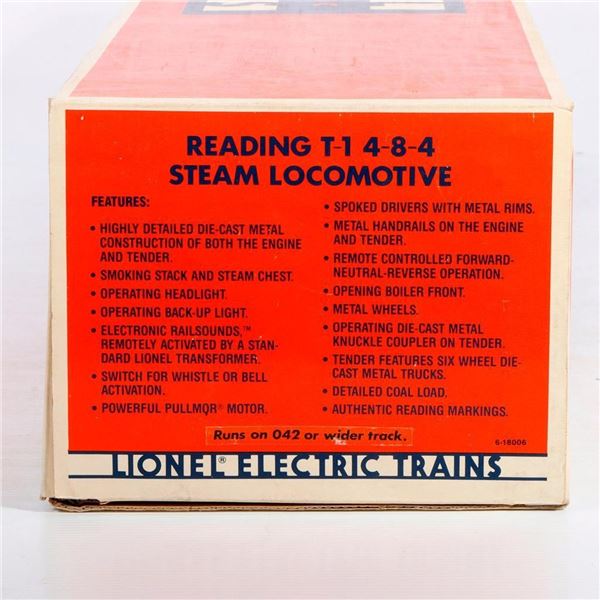 READING T-1 4-8-4
STEAM LOCOMOTIVE
FEATURES:
• HIGHLY DETAILED DIE-CAST METAL
CONSTRUCTION OF BOTH THE ENGINE
AND TENDER.
• SMOKING STACK AND STEAM CHEST.
• OPERATING HEADLIGHT.
• OPERATING BACK-UP LIGHT.
• ELECTRONIC RAILSOUNDS,™
REMOTELY ACTIVATED BY A STAN-
DARD LIONEL TRANSFORMER.
• SWITCH FOR WHISTLE OR BELL
ACTIVATION.
• POWERFUL PULLMOR® MOTOR.
• SPOKED DRIVERS WITH METAL RIMS.
• METAL HANDRAILS ON THE ENGINE
AND TENDER.
• REMOTE CONTROLLED FORWARD-
NEUTRAL-REVERSE OPERATION.
• OPENING BOILER FRONT.
• METAL WHEELS.
• OPERATING DIE-CAST METAL
KNUCKLE COUPLER ON TENDER.
• TENDER FEATURES SIX WHEEL DIE-
CAST METAL TRUCKS.
• DETAILED COAL LOAD.
• AUTHENTIC READING MARKINGS.
Runs on 042 or wider track.
6-18006
LIONEL® ELECTRIC TRAINS